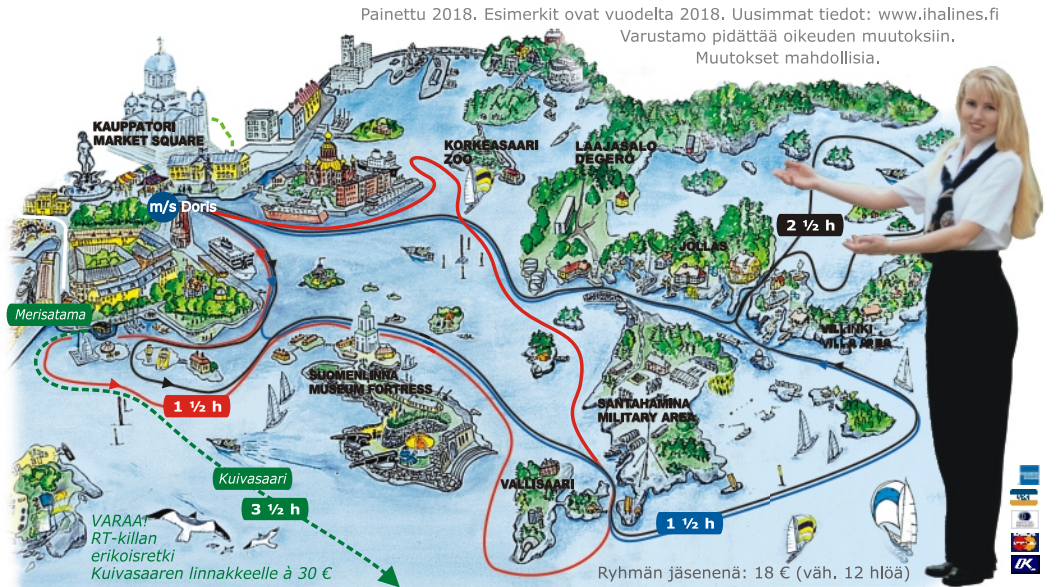 Painettu 2018. Esimerkit ovat vuodelta 2018. Uusimmat tiedot: www.ihalines.fi
Varustamo pidättää oikeuden muutoksiin.
Muutokset mahdollisia.
KAUPPATORI
MARKET SQUARE
KORKEASAARI
ZOO
LAAJASALO
DEGERÖ
m/s Doris
2 ½ h
JOLLAS
Merisatama
VILLINKI
VILLA AREA
SUOMENLINNA
MUSEUM FORTRESS
1 ½ h
SANTAHAMINA
MILITARY AREA
Kuivasaari
VALLISAARI
3 ½ h
1 ½ h
VARAA!
RT-killan
erikoisretki
Kuivasaaren linnakkeelle à 30 €
Ryhmän jäsenenä: 18 € (väh. 12 hlöä)
VISA